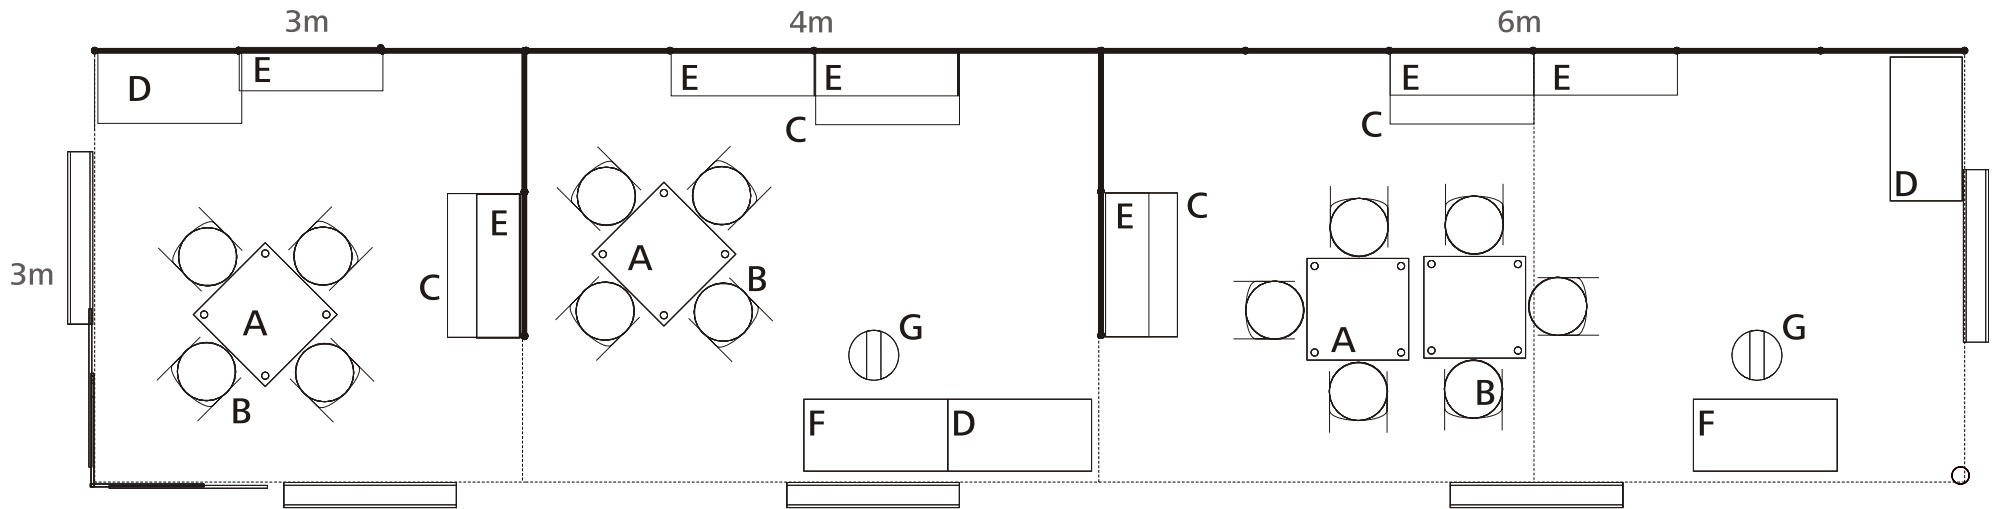 3m 4m 6m
D E E E E E
C C
D
E E C
A B
3m C
A G A G
B B
F D F